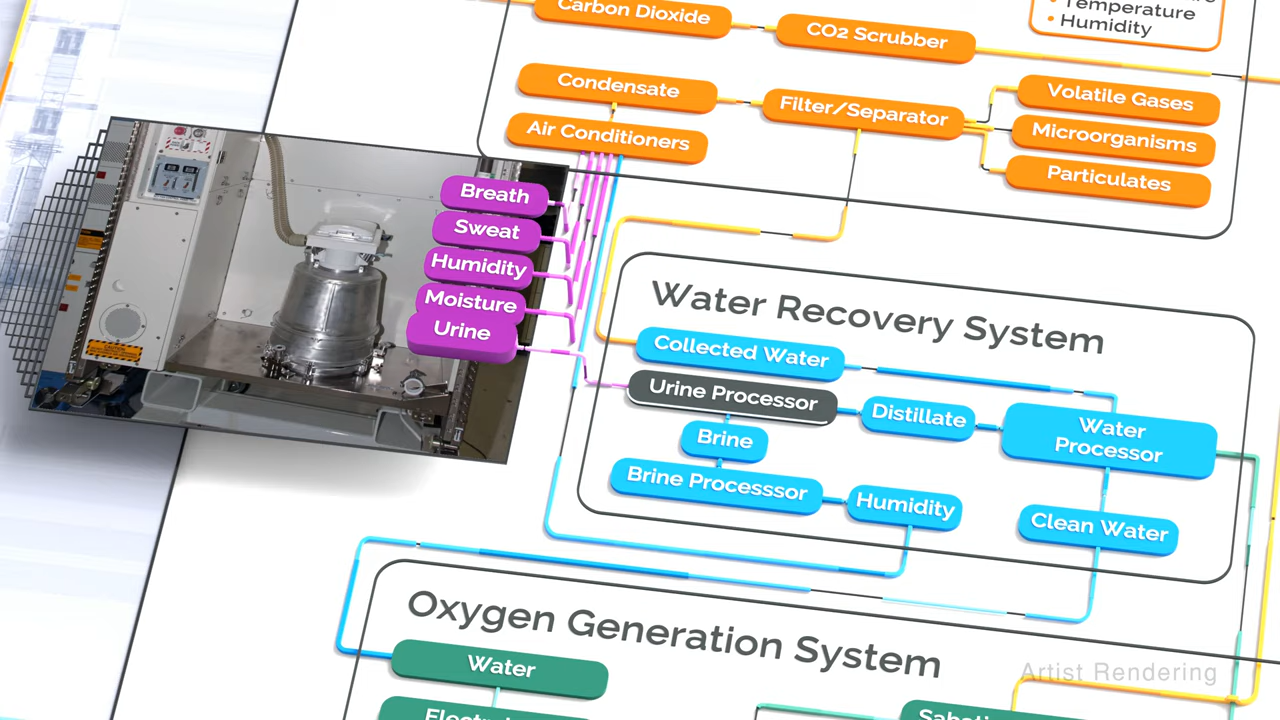 Carbon Dioxide
CO2 Scrubber
Temperature
• Humidity
Condensate
Filter/Separator
Volatile Gases
Air Conditioners
Microorganisms
Particulates
Breath
Sweat
Humidity
Moisture
Urine
Water Recovery System
Collected Water
Urine Processor
Distillate
Water
Processor
Brine
Brine Processsor
Humidity
Clean Water
Oxygen Generation System
Water
Artist Rendering